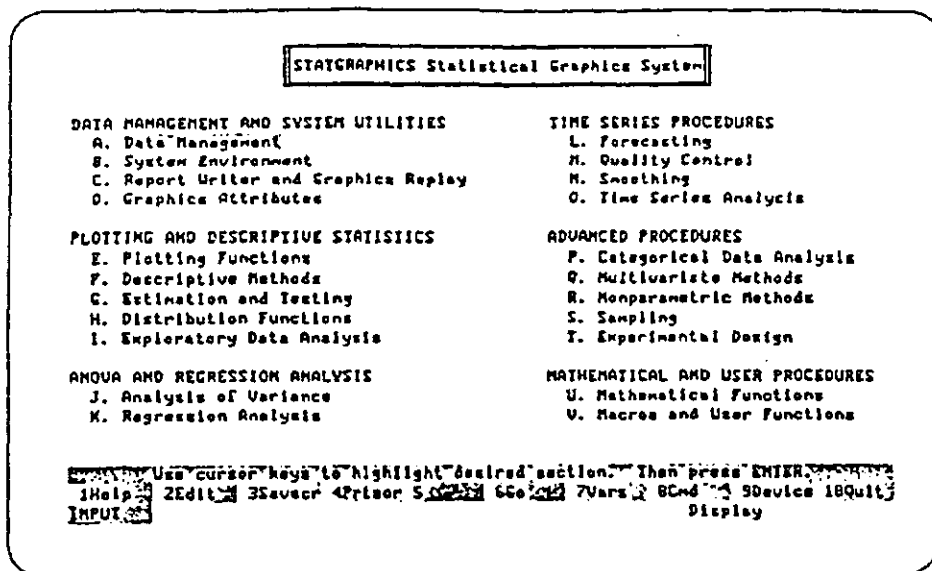 STATGRAPHICS Statistical Graphics System
DATA MANAGEMENT AND SYSTEM UTILITIES
A. Data Management
B. System Environment
C. Report Writer and Graphics Replay
D. Graphics Attributes
PLOTTING AND DESCRIPTIVE STATISTICS
E. Plotting Functions
F. Descriptive Methods
G. Estimation and Testing
H. Distribution Functions
I. Exploratory Data Analysis
ANOVA AND REGRESSION ANALYSIS
J. Analysis of Variance
K. Regression Analysis
TIME SERIES PROCEDURES
L. Forecasting
M. Quality Control
N. Smoothing
O. Time Series Analysis
ADVANCED PROCEDURES
P. Categorical Data Analysis
Q. Multivariate Methods
R. Nonparametric Methods
S. Sampling
T. Experimental Design
MATHEMATICAL AND USER PROCEDURES
U. Mathematical Functions
V. Macros and User Functions
Use cursor keys to highlight desired section. Then press ENTER.
1Help 2Edit 3Savscr 4Prtscr 5 6Go 7Vars 8Cmd 9Device 10Quit
INPUT
Display